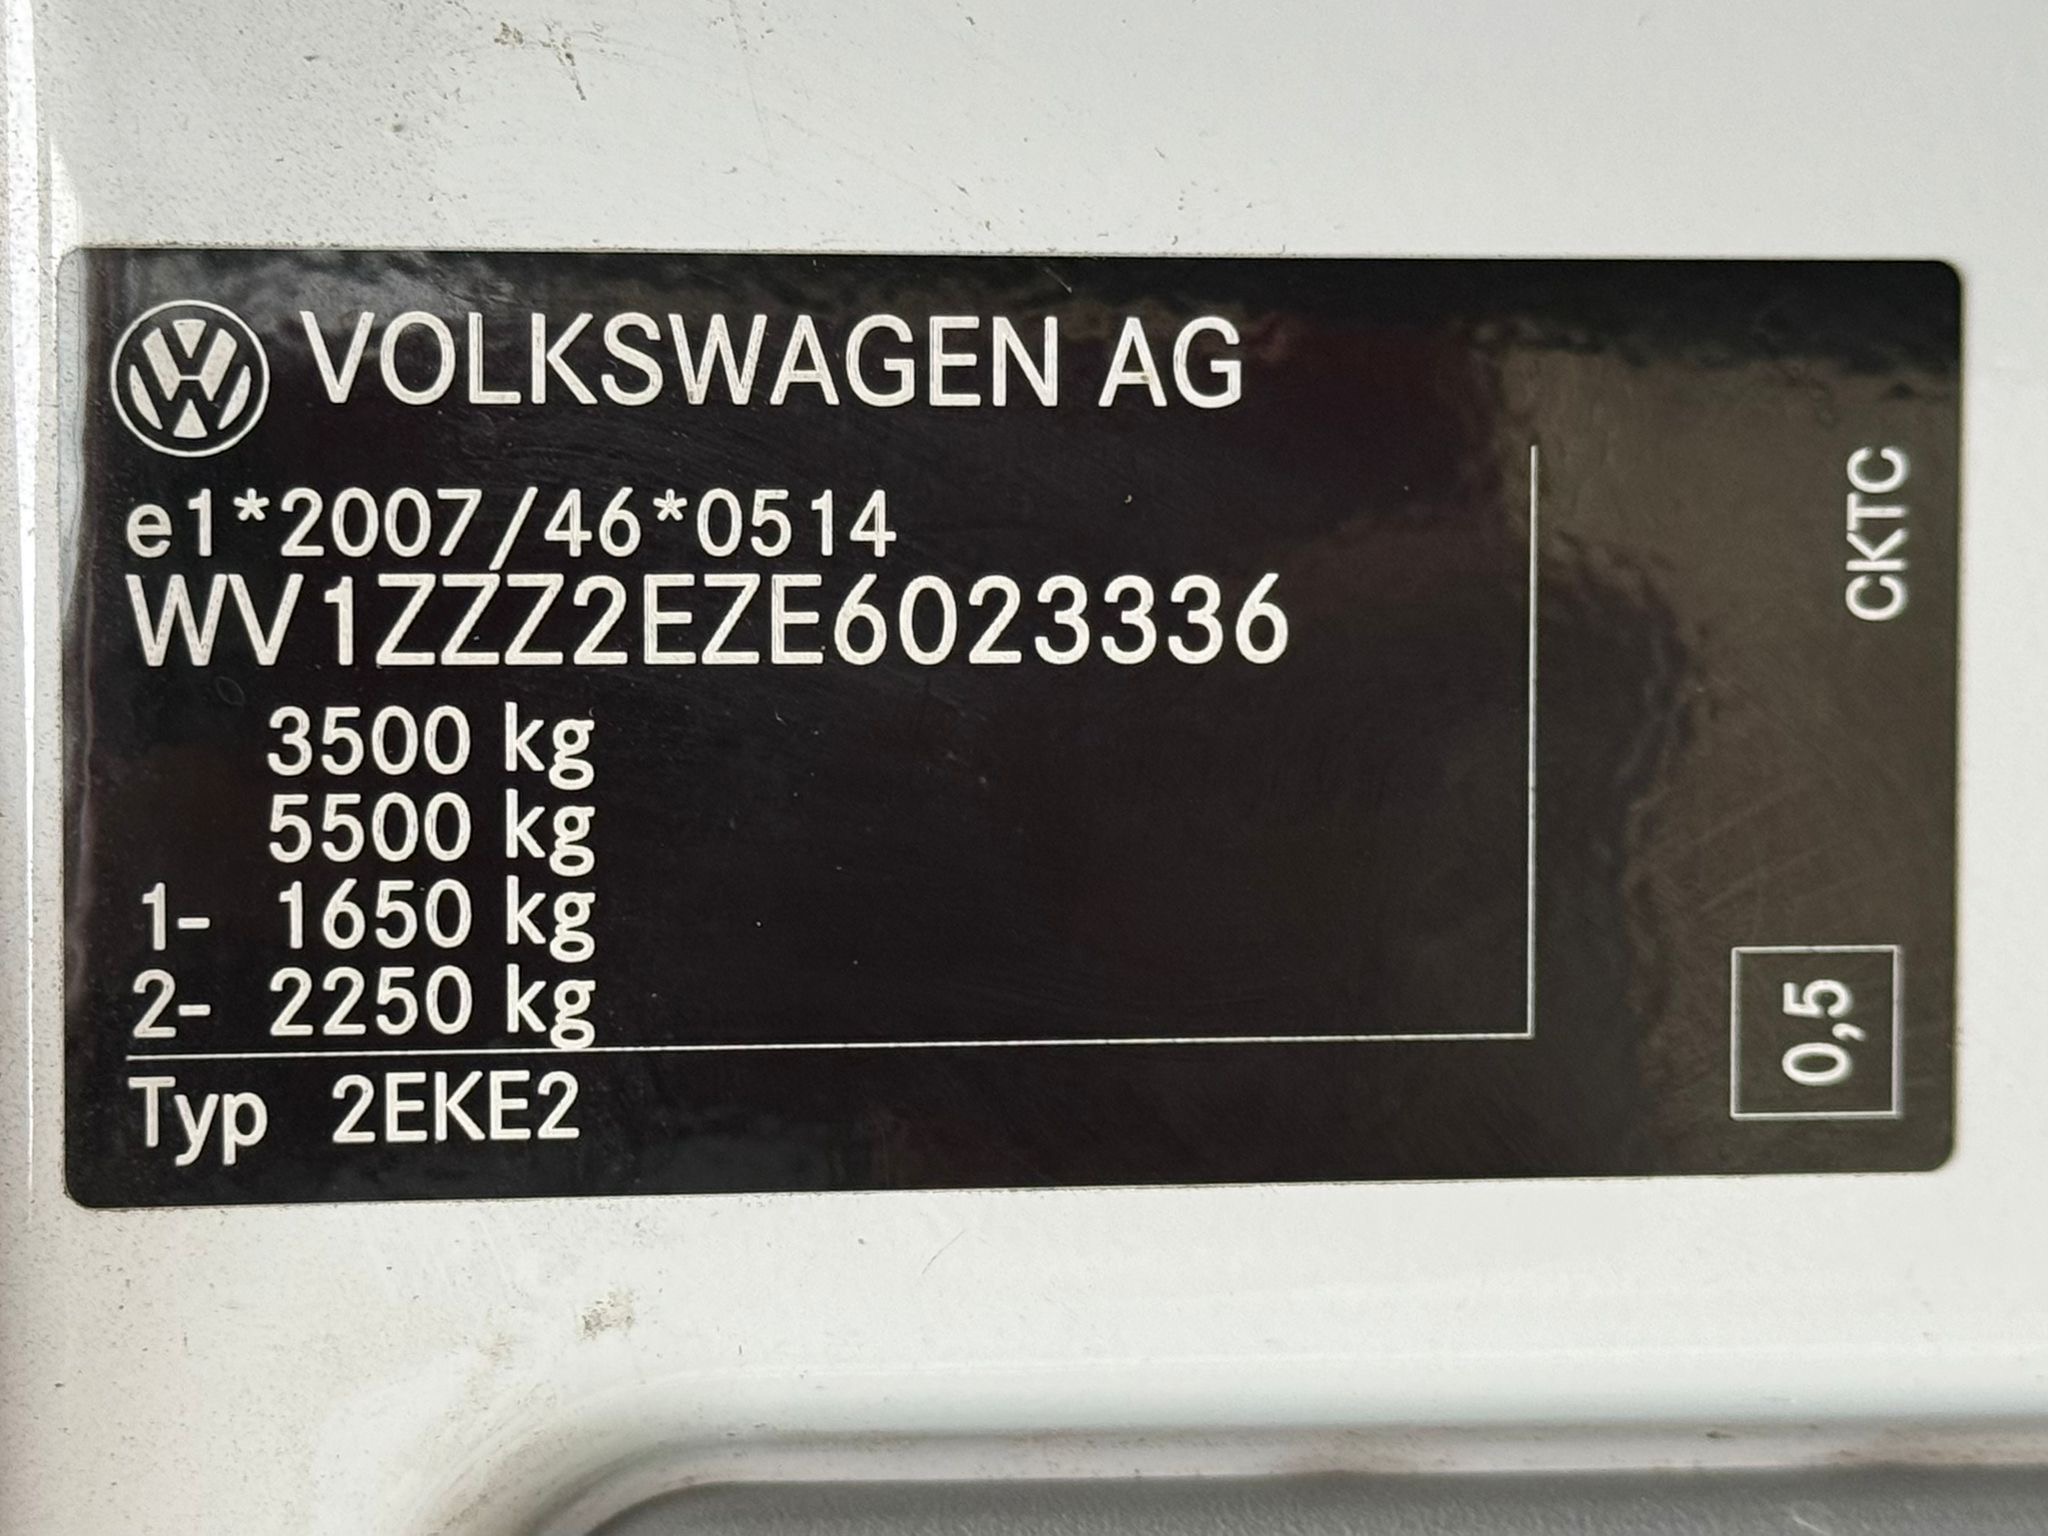 VOLKSWAGEN AG
e1*2007/46*0514
WV1ZZZ2EZE6023336
3500 kg
5500 kg
1- 1650 kg
2- 2250 kg
Typ 2EKE2
CKTC
0,5